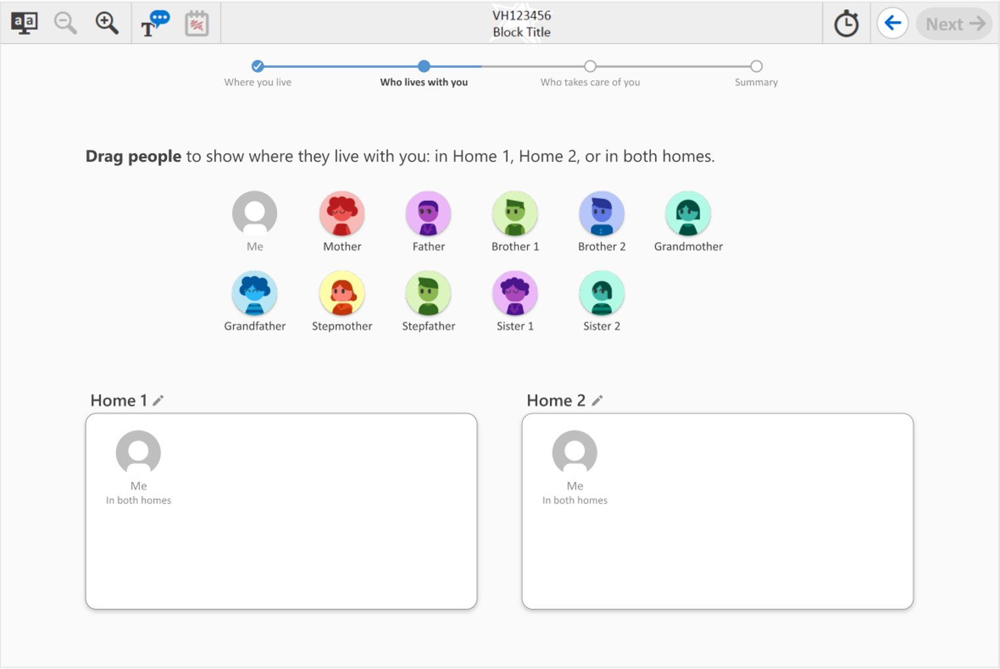 aa
T
VH123456
Block Title
Next
Where you live
Who lives with you
Who takes care of you
Summary
Drag people to show where they live with you: in Home 1, Home 2, or in both homes.
Me
Mother
Father
Brother 1
Brother 2
Grandmother
Grandfather
Stepmother
Stepfather
Sister 1
Sister 2
Home 1
Me
In both homes
Home 2
Me
In both homes